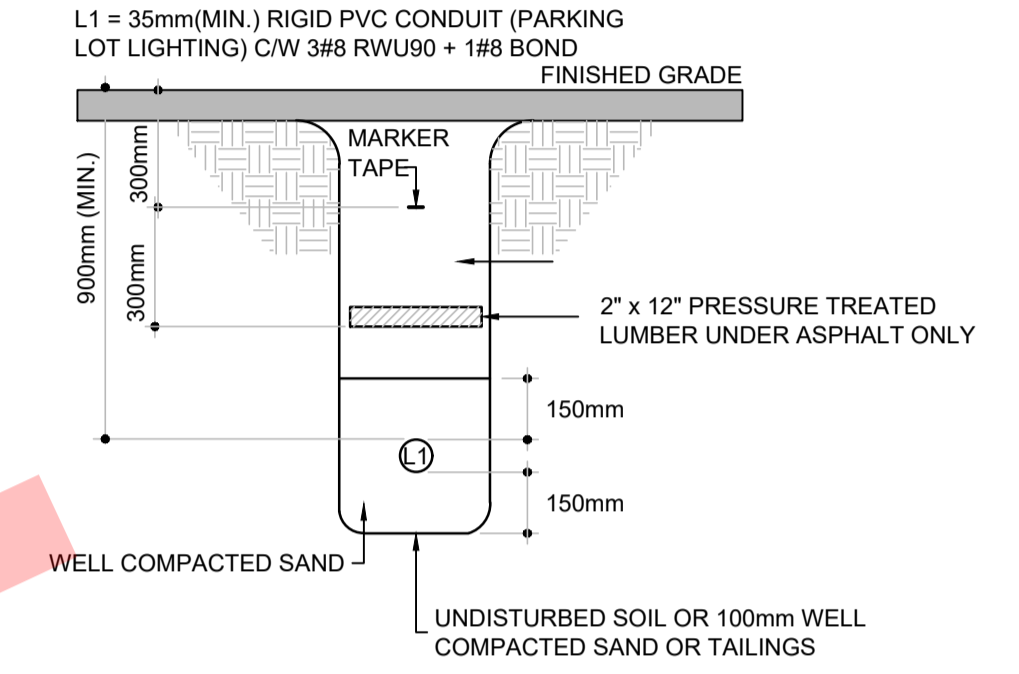 L1 = 35mm(MIN.) RIGID PVC CONDUIT (PARKING
LOT LIGHTING) C/W 3#8 RWU90 + 1#8 BOND
FINISHED GRADE
MARKER
TAPE
300mm
900mm (MIN.)
300mm
2" x 12" PRESSURE TREATED
LUMBER UNDER ASPHALT ONLY
150mm
L1
150mm
WELL COMPACTED SAND
UNDISTURBED SOIL OR 100mm WELL
COMPACTED SAND OR TAILINGS